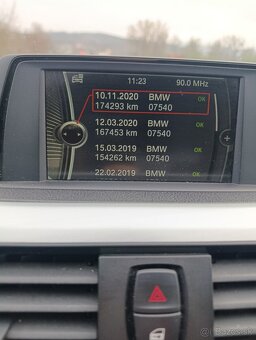 11:23 90.0 MHz
10.11.2020 BMW OK
174293 km 07540
12.03.2020 BMW OK
167453 km 07540
15.03.2019 BMW OK
154262 km 07540
22.02.2019 BMW